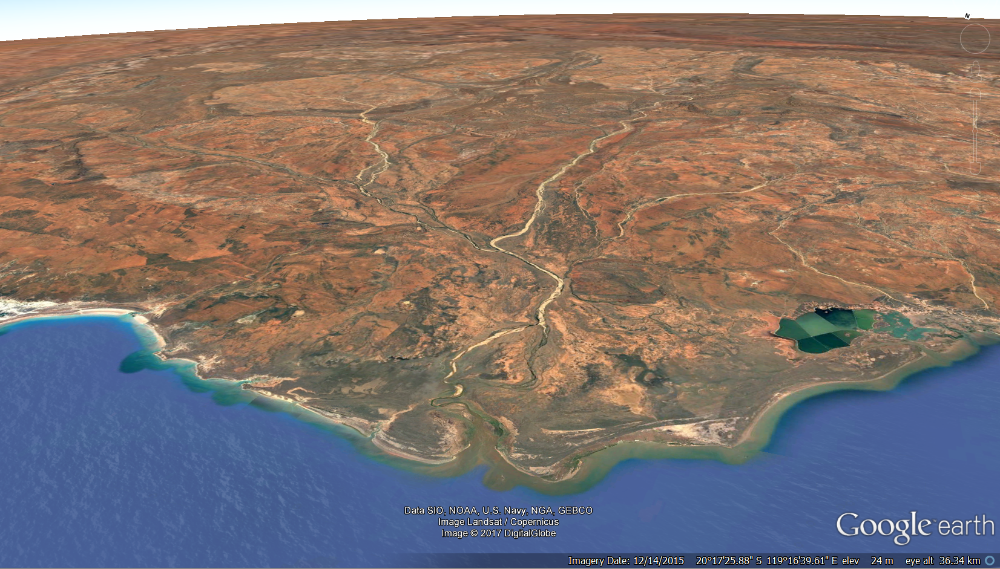 N
Data SIO, NOAA, U.S. Navy, NGA, GEBCO
Image Landsat / Copernicus
Image © 2017 DigitalGlobe
Google earth
Imagery Date: 12/14/2015 20°17'25.88" S 119°16'39.61" E elev 24 m eye alt 36.34 km